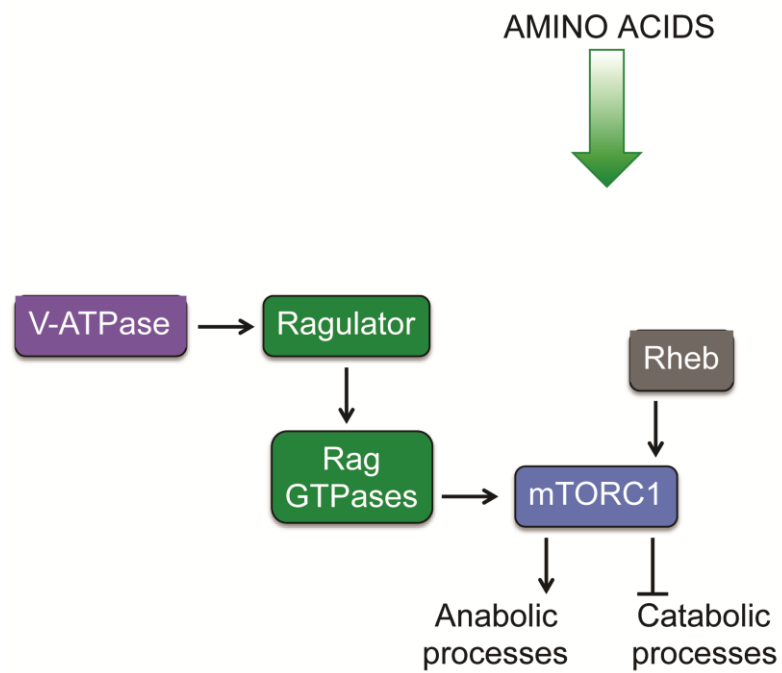 AMINO ACIDS
V-ATPase
Ragulator
Rheb
Rag
GTPases
mTORC1
Anabolic
processes
Catabolic
processes